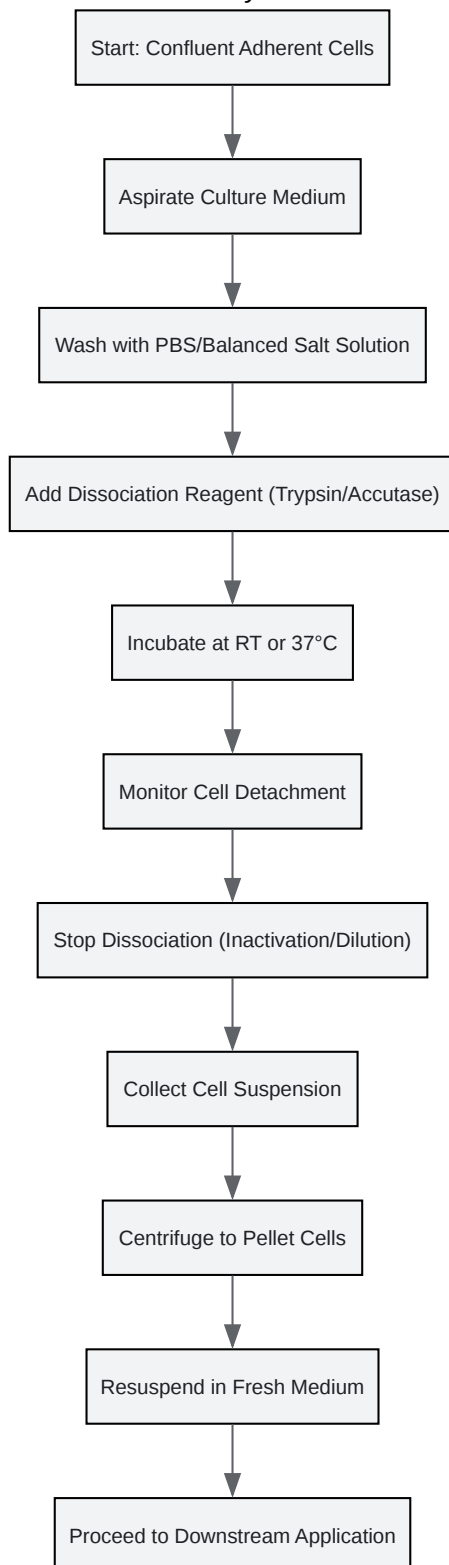 Start: Confluent Adherent Cells
Aspirate Culture Medium
Wash with PBS/Balanced Salt Solution
Add Dissociation Reagent (Trypsin/Accutase)
Incubate at RT or 37°C
Monitor Cell Detachment
Stop Dissociation (Inactivation/Dilution)
Collect Cell Suspension
Centrifuge to Pellet Cells
Resuspend in Fresh Medium
Proceed to Downstream Application